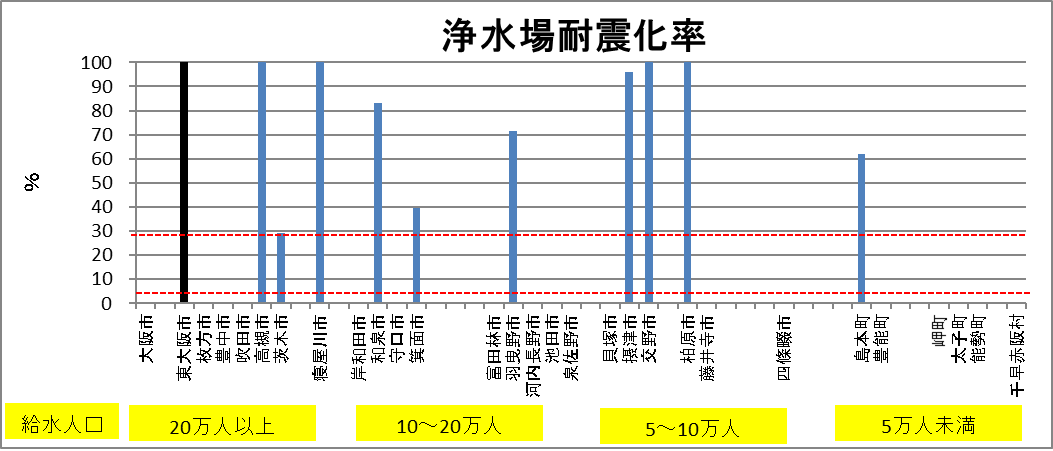 浄水場耐震化率
%
100
90
80
70
60
50
40
30
20
10
0
大阪市
東大阪市
枚方市
豊中市
吹田市
高槻市
茨木市
寝屋川市
岸和田市
和泉市
守口市
箕面市
富田林市
羽曳野市
河内長野市
池田市
泉佐野市
貝塚市
摂津市
交野市
柏原市
藤井寺市
四條畷市
島本町
豊能町
岬町
太子町
能勢町
千早赤阪村
給水人口
20万人以上
10～20万人
5～10万人
5万人未満